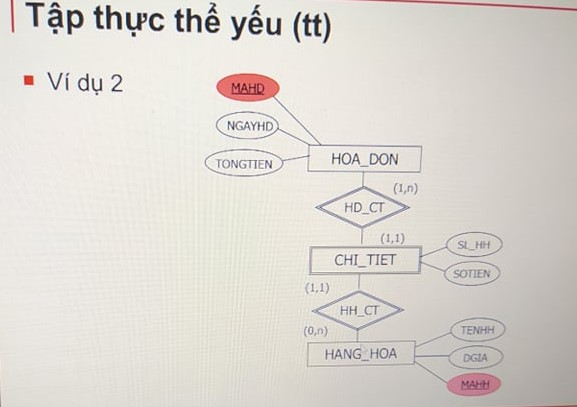 Tập thực thể yếu (tt)
Ví dụ 2
MAHD
NGAYHD
TONGTIEN
HOA_DON
(1,n)
HD_CT
(1,1)
CHI_TIET
SL_HH
SOTIEN
(1,1)
HH_CT
(0,n)
HANG_HOA
TENHH
DGIA
MAHH